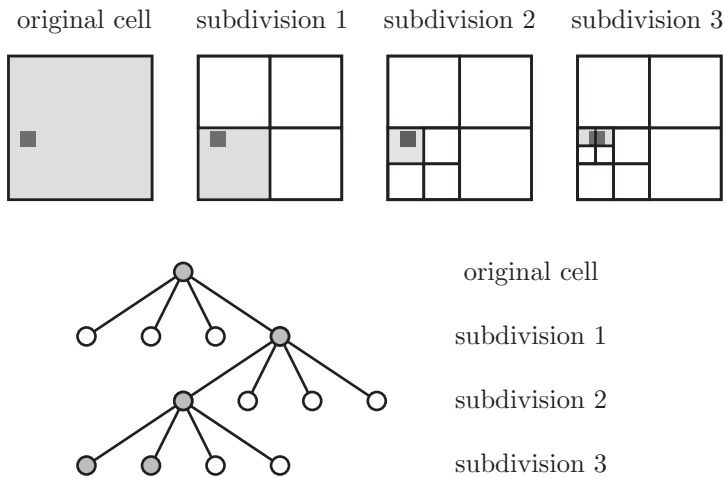 original cell subdivision 1 subdivision 2 subdivision 3
original cell
subdivision 1
subdivision 2
subdivision 3